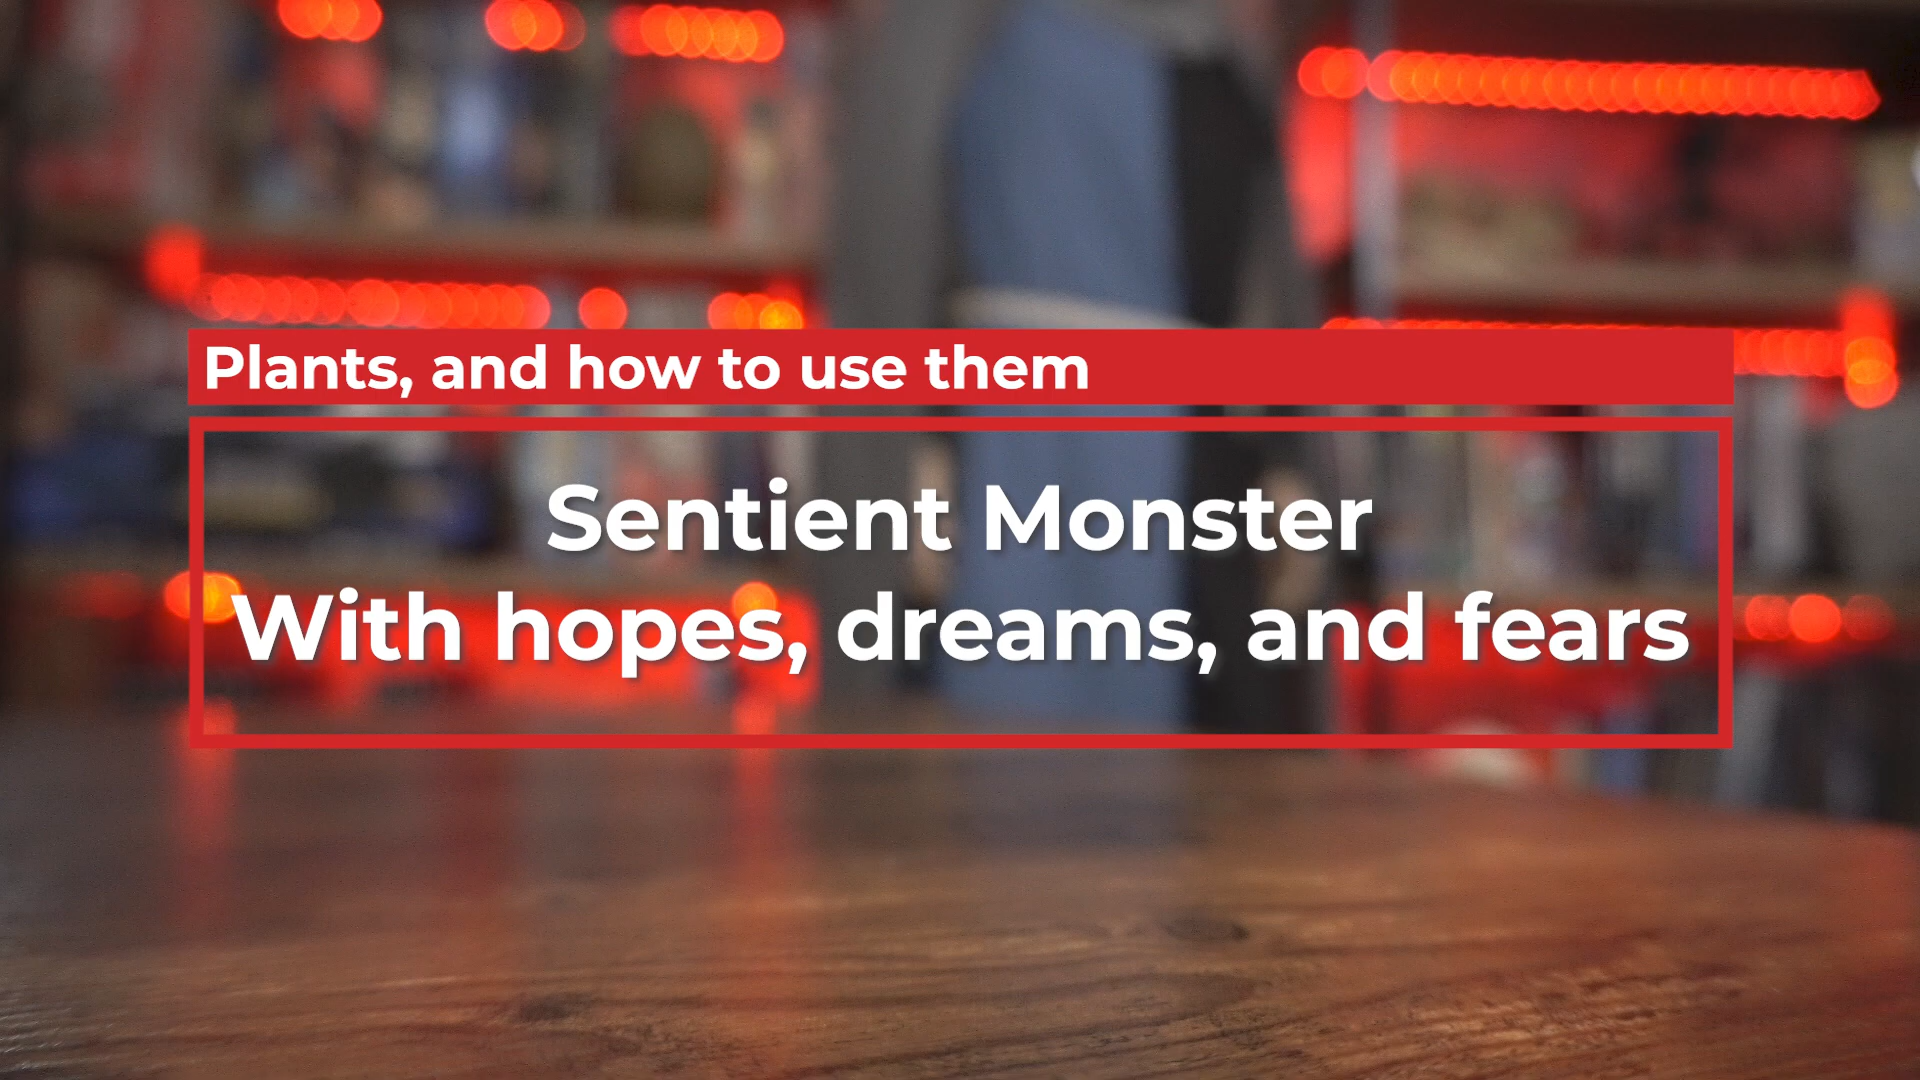 Plants, and how to use them
Sentient Monster
With hopes, dreams, and fears